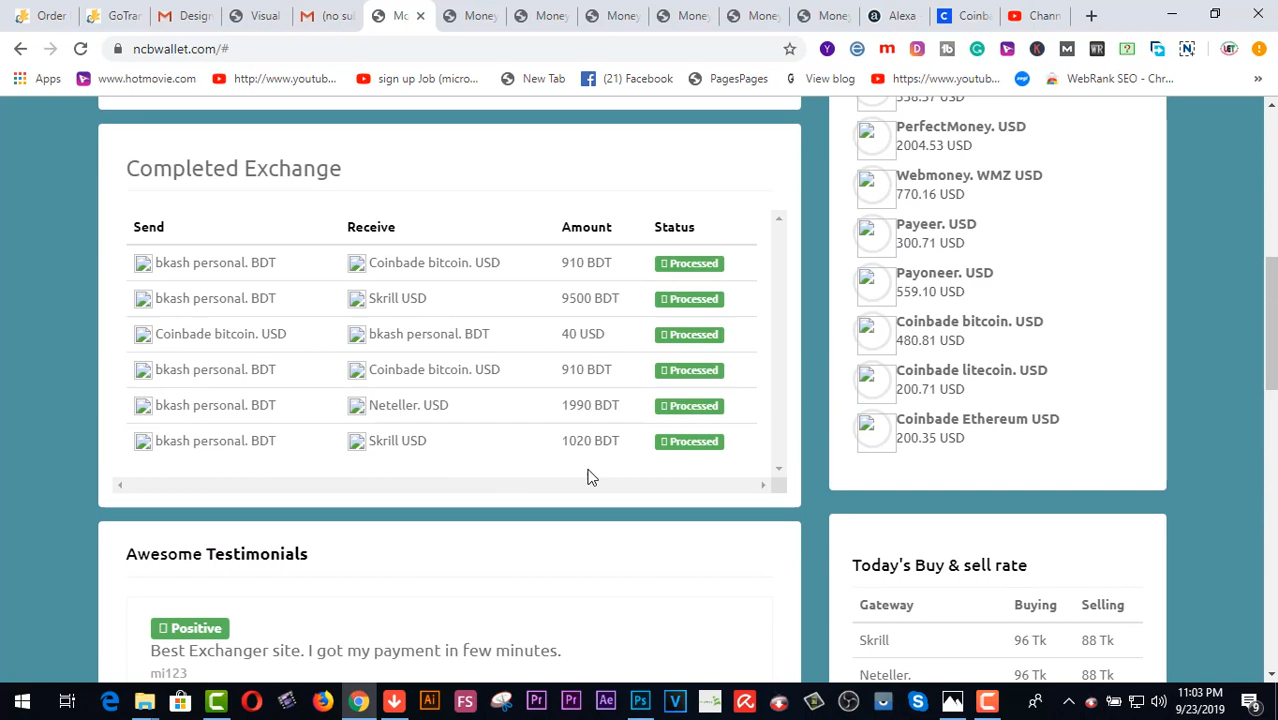 Order
GoTrar
Design
Visual
(no sul
Mo
Money
Money
Money
Money
Money
Money
Alexa
Coinb
Chann
ncbwallet.com/#
Apps
www.hotmovie.com
http://www.youtub...
sign up Job (micro...
New Tab
(21) Facebook
PagesPages
View blog
https://www.youtub...
WebRank SEO - Chr...
»
Completed Exchange
Send Receive Amount Status
bkash personal. BDT Coinbade bitcoin. USD 910 BDT Processed
bkash personal. BDT Skrill USD 9500 BDT Processed
Coinbade bitcoin. USD bkash personal. BDT 40 USD Processed
bkash personal. BDT Coinbade bitcoin. USD 910 BDT Processed
bkash personal. BDT Neteller. USD 1990 BDT Processed
bkash personal. BDT Skrill USD 1020 BDT Processed
Awesome Testimonials
Positive
Best Exchanger site. I got my payment in few minutes.
mi123
558.57 USD
PerfectMoney. USD
2004.53 USD
Webmoney. WMZ USD
770.16 USD
Payeer. USD
300.71 USD
Payoneer. USD
559.10 USD
Coinbade bitcoin. USD
480.81 USD
Coinbade litecoin. USD
200.71 USD
Coinbade Ethereum USD
200.35 USD
Today's Buy & sell rate
Gateway Buying Selling
Skrill 96 Tk 88 Tk
Neteller. 96 Tk 88 Tk
11:03 PM
9/23/2019